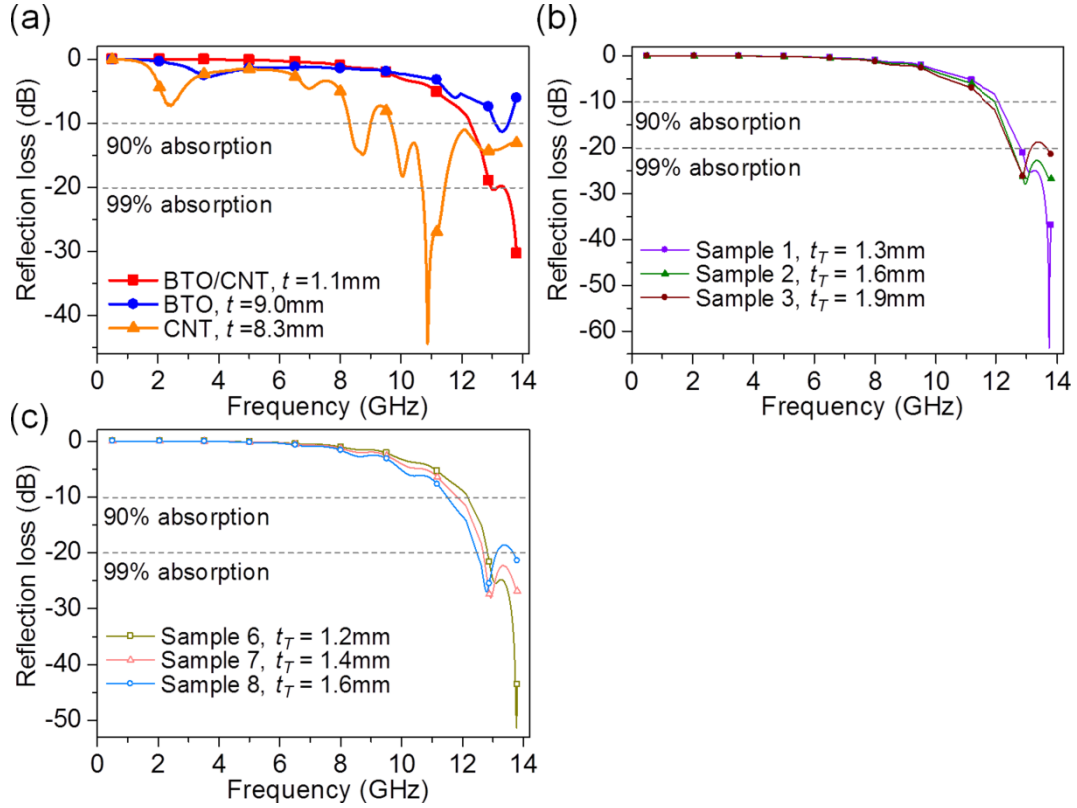 (a)
0
-10
-20
-30
-40
Reflection loss (dB)
90% absorption
99% absorption
BTO/CNT, t =1.1mm
BTO, t =9.0mm
CNT, t =8.3mm
0 2 4 6 8 10 12 14
Frequency (GHz)
(b)
0
-10
-20
-30
-40
-50
-60
Reflection loss (dB)
90% absorption
99% absorption
Sample 1, tT = 1.3mm
Sample 2, tT = 1.6mm
Sample 3, tT = 1.9mm
0 2 4 6 8 10 12 14
Frequency (GHz)
(c)
0
-10
-20
-30
-40
-50
Reflection loss (dB)
90% absorption
99% absorption
Sample 6, tT = 1.2mm
Sample 7, tT = 1.4mm
Sample 8, tT = 1.6mm
0 2 4 6 8 10 12 14
Frequency (GHz)